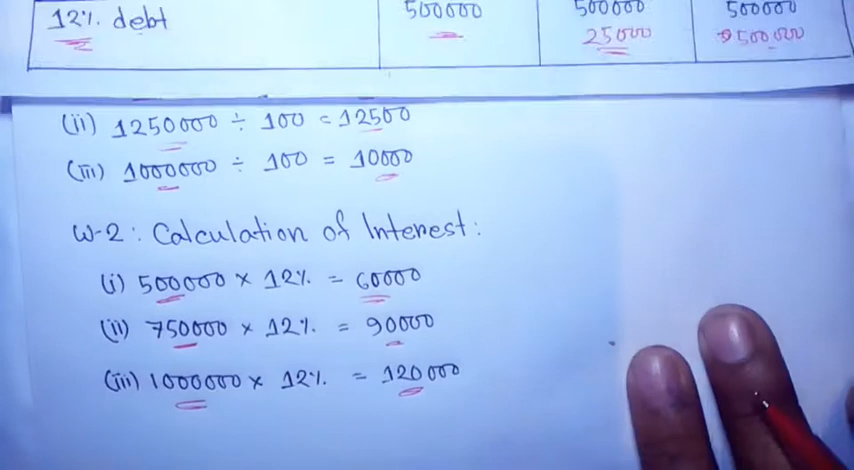 12% debt 500000 500000 500000
25000 500000
(ii) 1250000 ÷ 100 = 12500
(iii) 1000000 ÷ 100 = 10000
W-2: Calculation of Interest:
(i) 500000 × 12% = 60000
(ii) 750000 × 12% = 90000
(iii) 1000000 × 12% = 120000